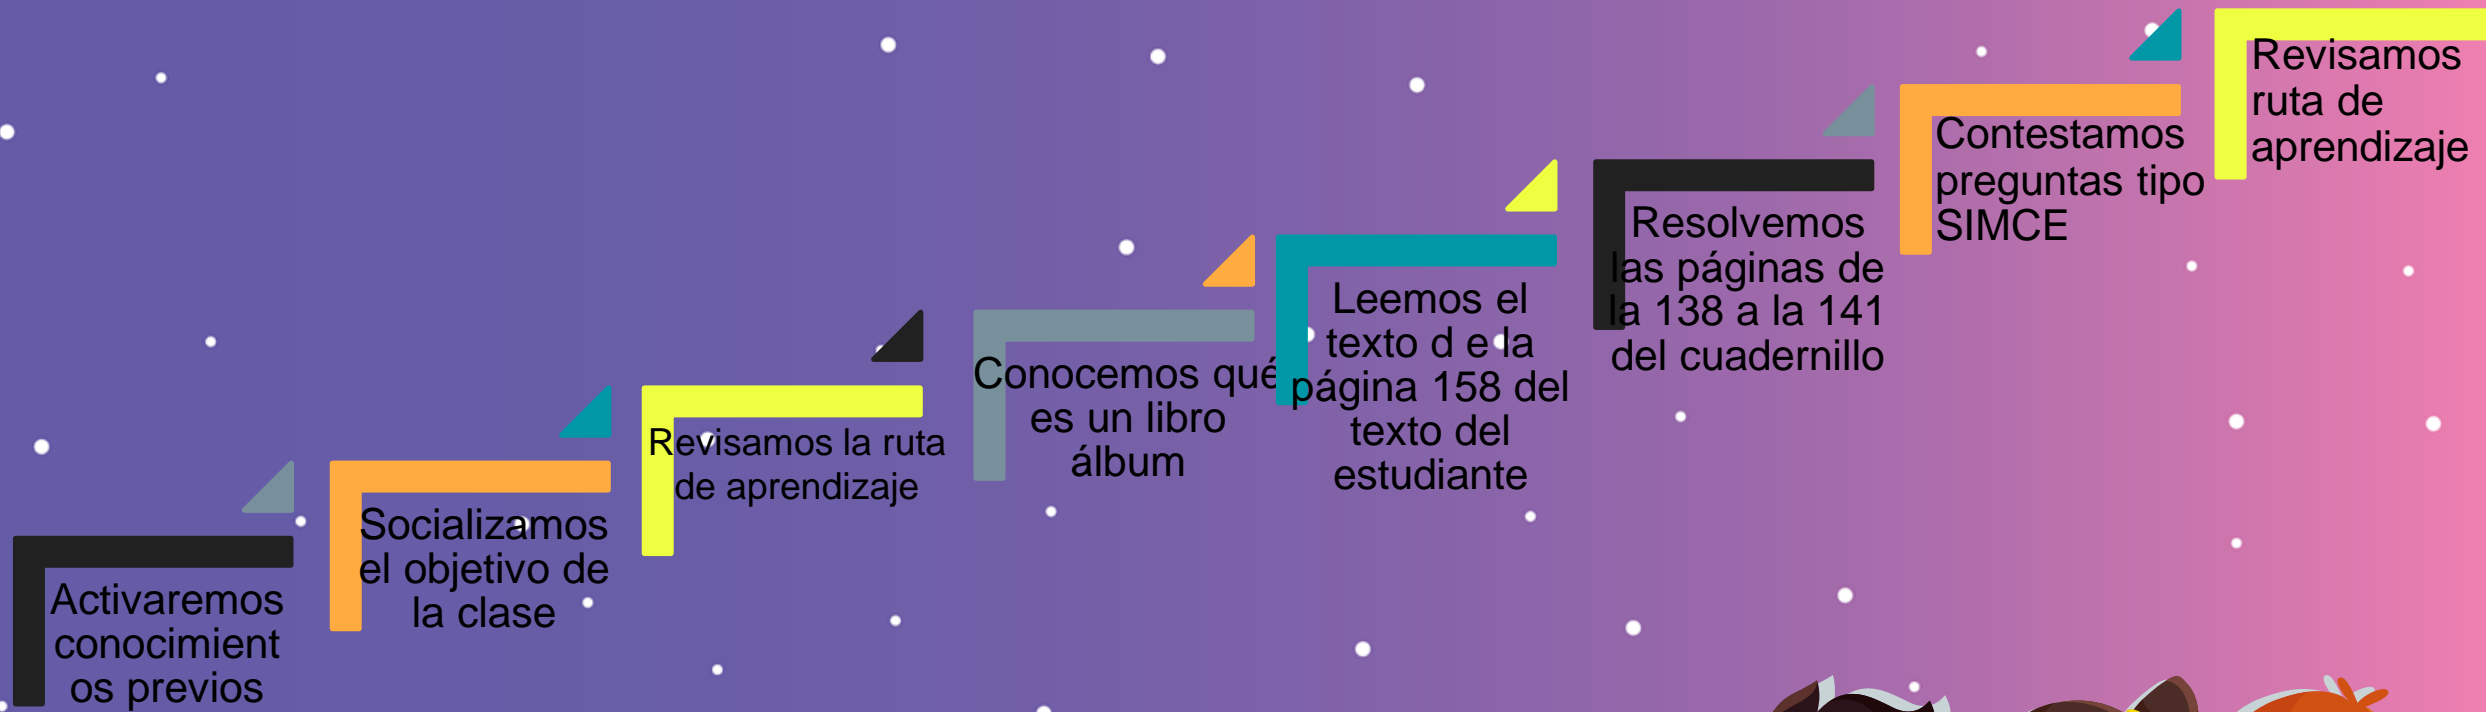 Activaremos
conocimient
os previos
Socializamos
el objetivo de
la clase
Revisamos la ruta
de aprendizaje
Conocemos qué
es un libro
álbum
Leemos el
texto d e la
página 158 del
texto del
estudiante
Resolvemos
las páginas de
la 138 a la 141
del cuadernillo
Contestamos
preguntas tipo
SIMCE
Revisamos
ruta de
aprendizaje